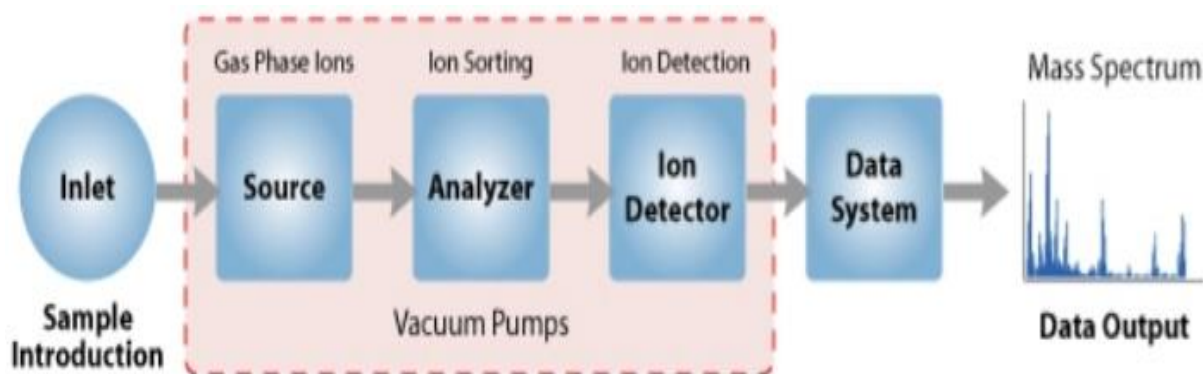 Gas Phase Ions
Ion Sorting
Ion Detection
Mass Spectrum
Inlet
Source
Analyzer
Ion
Detector
Data
System
Sample
Introduction
Vacuum Pumps
Data Output